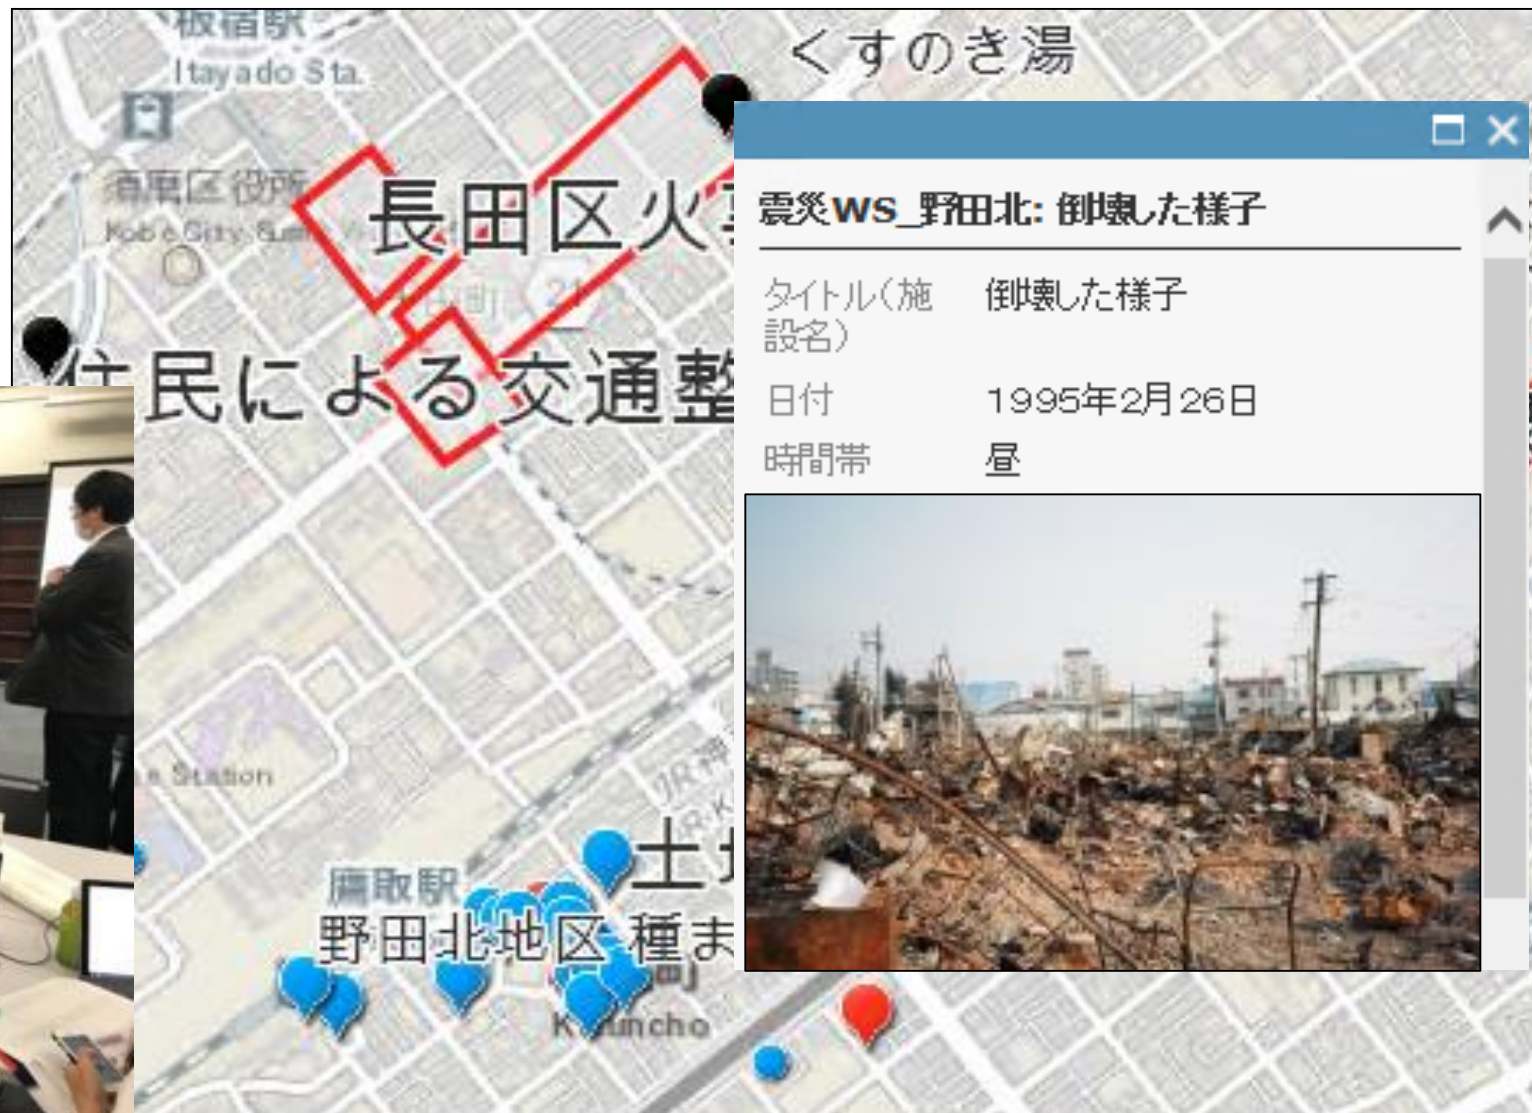 板宿駅
Itayado Sta.
くすのき湯
須磨区役所
長田区火
震災WS_野田北: 倒壊した様子
タイトル(施
設名)
倒壊した様子
住民による交通整
日付
1995年2月26日
時間帯
昼
Station
鷹取駅
土
野田北地区 種ま